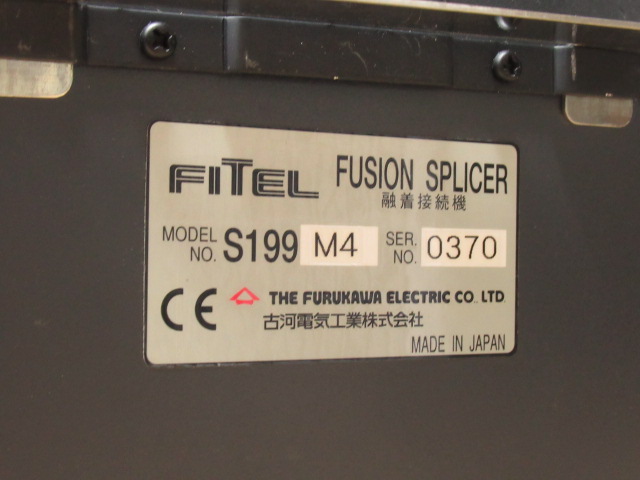 FITEL FUSION SPLICER
融着接続機
MODEL NO. S199 M4 SER. NO. 0370
CE THE FURUKAWA ELECTRIC CO., LTD.
古河電気工業株式会社
MADE IN JAPAN